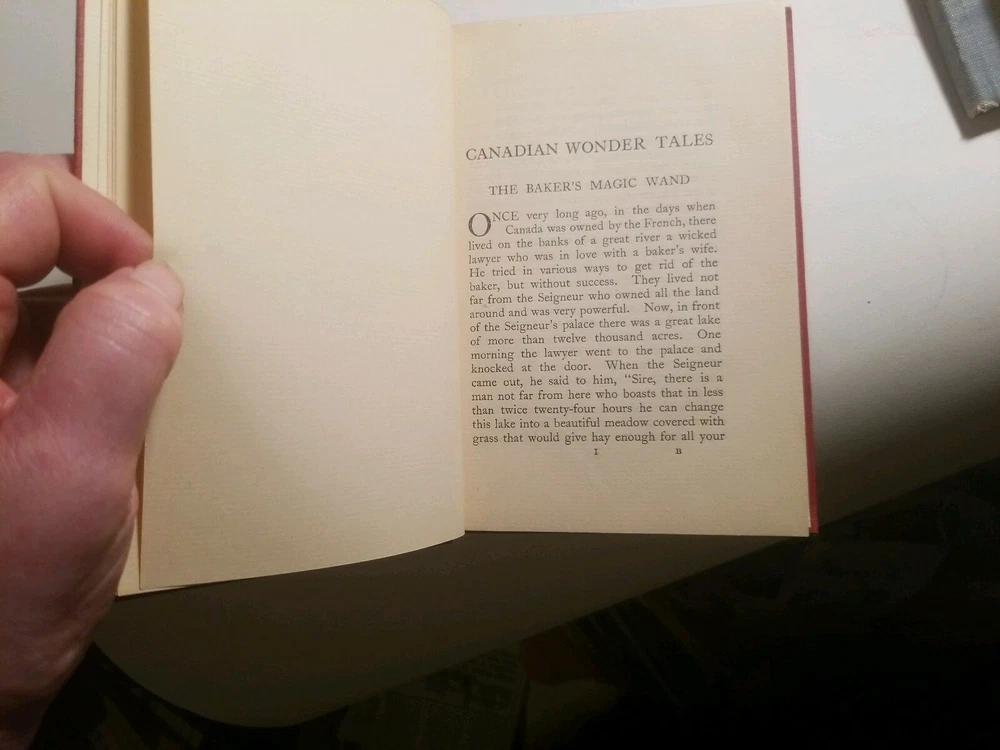 CANADIAN WONDER TALES
THE BAKER'S MAGIC WAND
ONCE very long ago, in the days when
Canada was owned by the French, there
lived on the banks of a great river a wicked
lawyer who was in love with a baker's wife.
He tried in various ways to get rid of the
baker, but without success. They lived not
far from the Seigneur who owned all the land
around and was very powerful. Now, in front
of the Seigneur's palace there was a great lake
of more than twelve thousand acres. One
morning the lawyer went to the palace and
knocked at the door. When the Seigneur
came out, he said to him, "Sire, there is a
man not far from here who boasts that in less
than twice twenty-four hours he can change
this lake into a beautiful meadow covered with
grass that would give hay enough for all your
1 B